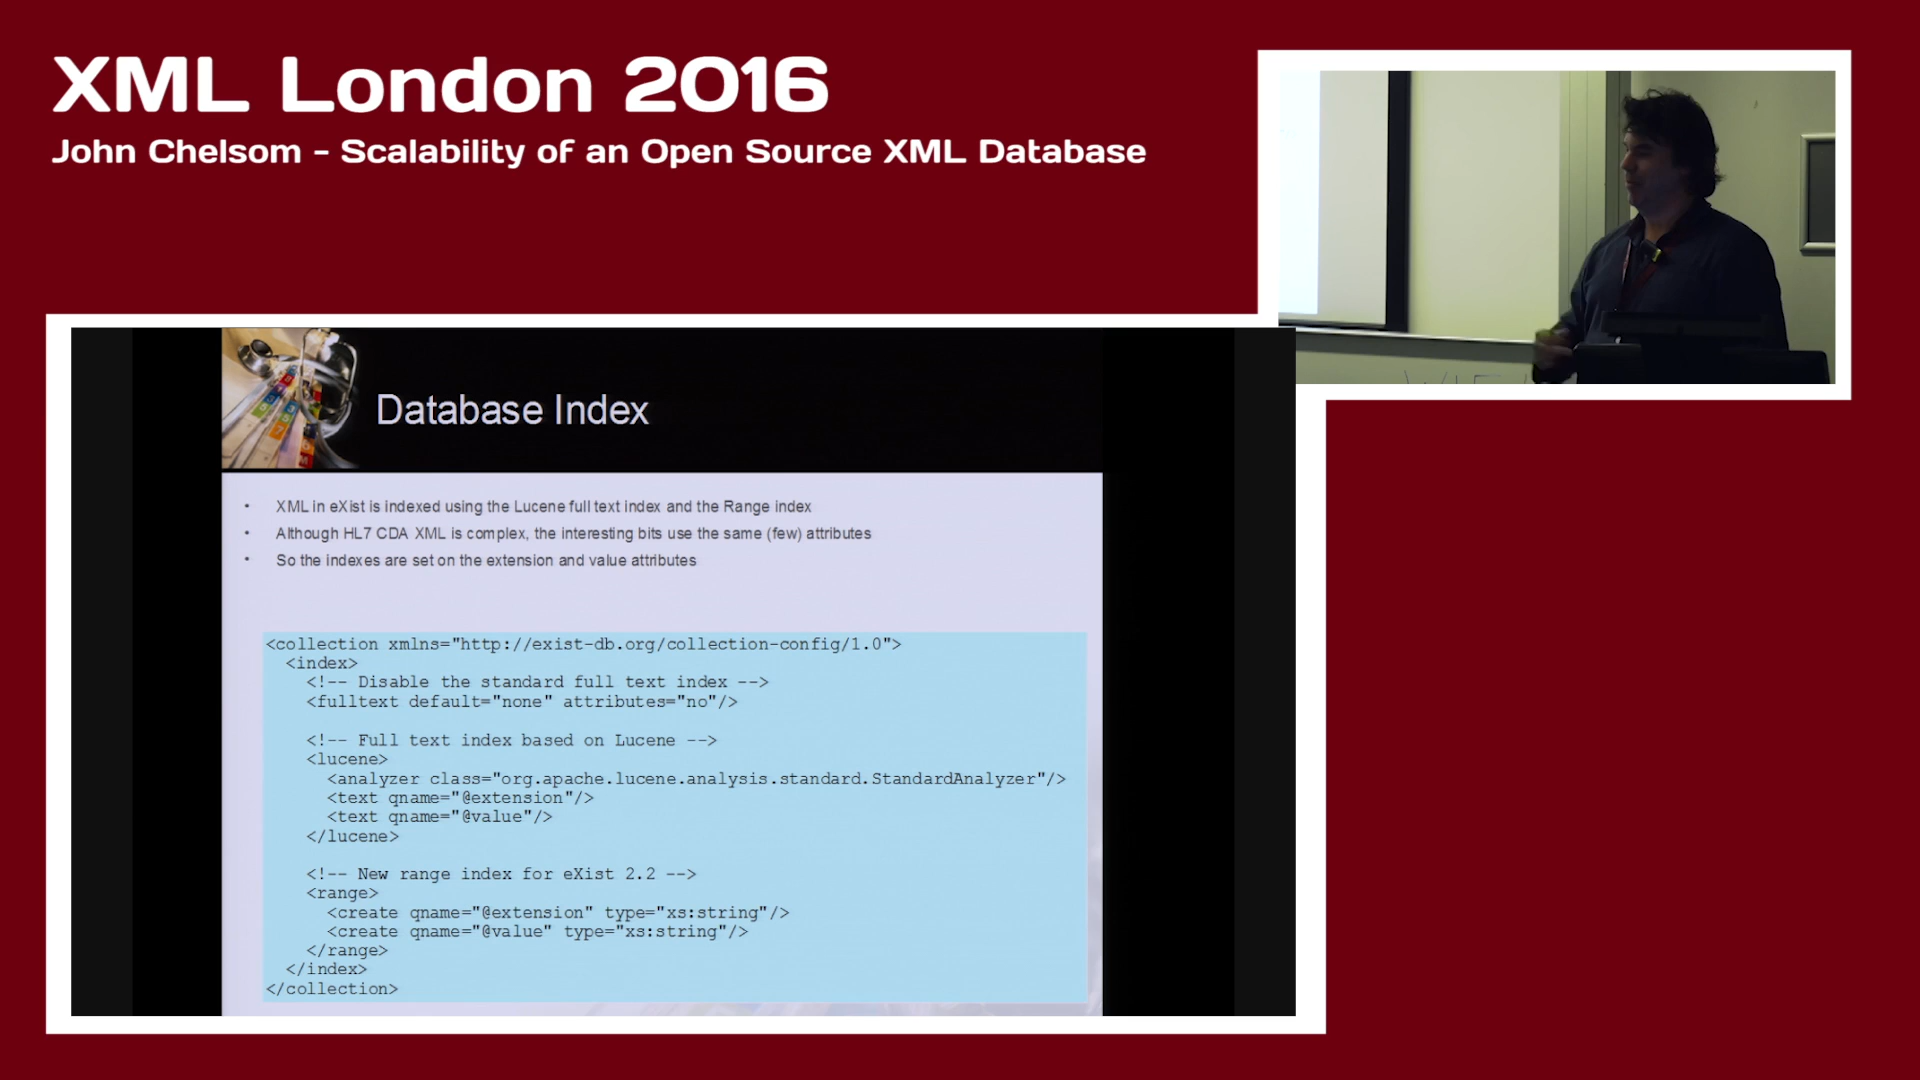 XML London 2016
John Chelsom - Scalability of an Open Source XML Database
Database Index
• XML in eXist is indexed using the Lucene full text index and the Range index
• Although HL7 CDA XML is complex, the interesting bits use the same (few) attributes
• So the indexes are set on the extension and value attributes
<collection xmlns="http://exist-db.org/collection-config/1.0">
<index>
<!-- Disable the standard full text index -->
<fulltext default="none" attributes="no"/>
<!-- Full text index based on Lucene -->
<lucene>
<analyzer class="org.apache.lucene.analysis.standard.StandardAnalyzer"/>
<text qname="@extension"/>
<text qname="@value"/>
</lucene>
<!-- New range index for eXist 2.2 -->
<range>
<create qname="@extension" type="xs:string"/>
<create qname="@value" type="xs:string"/>
</range>
</index>
</collection>